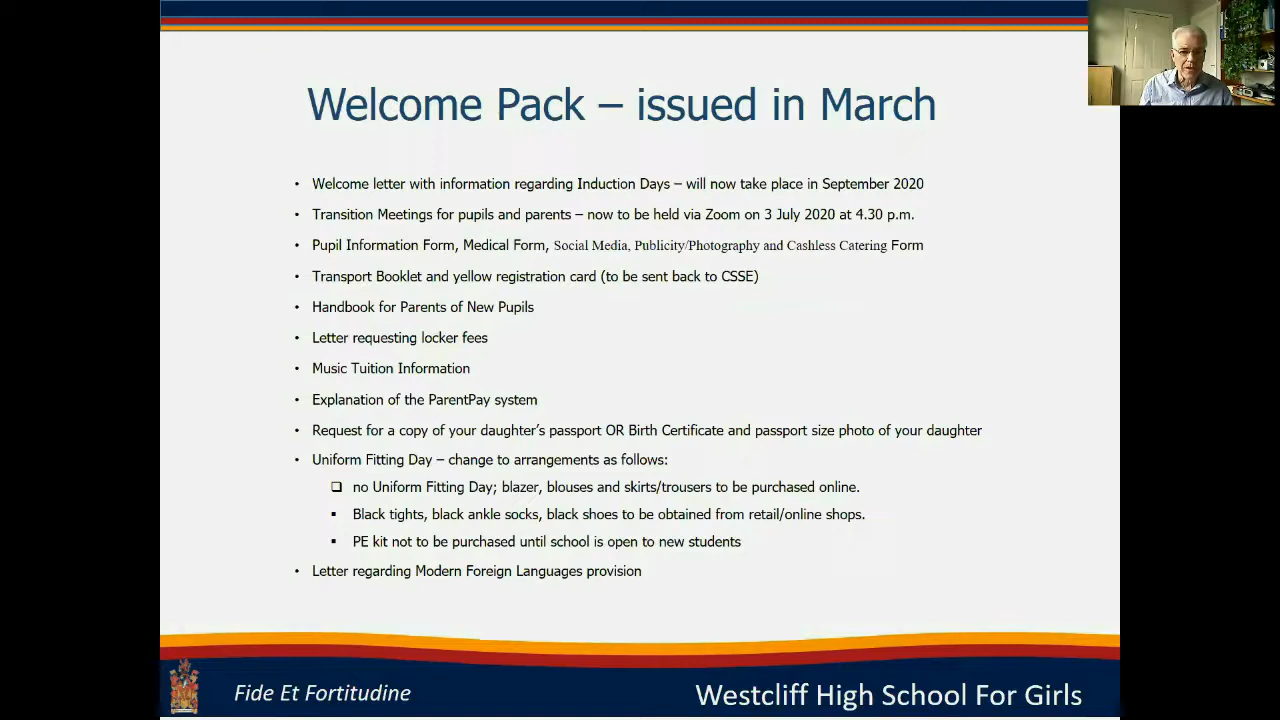 Welcome Pack – issued in March
• Welcome letter with information regarding Induction Days – will now take place in September 2020
• Transition Meetings for pupils and parents – now to be held via Zoom on 3 July 2020 at 4.30 p.m.
• Pupil Information Form, Medical Form, Social Media, Publicity/Photography and Cashless Catering Form
• Transport Booklet and yellow registration card (to be sent back to CSSE)
• Handbook for Parents of New Pupils
• Letter requesting locker fees
• Music Tuition Information
• Explanation of the ParentPay system
• Request for a copy of your daughter’s passport OR Birth Certificate and passport size photo of your daughter
• Uniform Fitting Day – change to arrangements as follows:
❑ no Uniform Fitting Day; blazer, blouses and skirts/trousers to be purchased online.
▪ Black tights, black ankle socks, black shoes to be obtained from retail/online shops.
▪ PE kit not to be purchased until school is open to new students
• Letter regarding Modern Foreign Languages provision
Fide Et Fortitudine
Westcliff High School For Girls